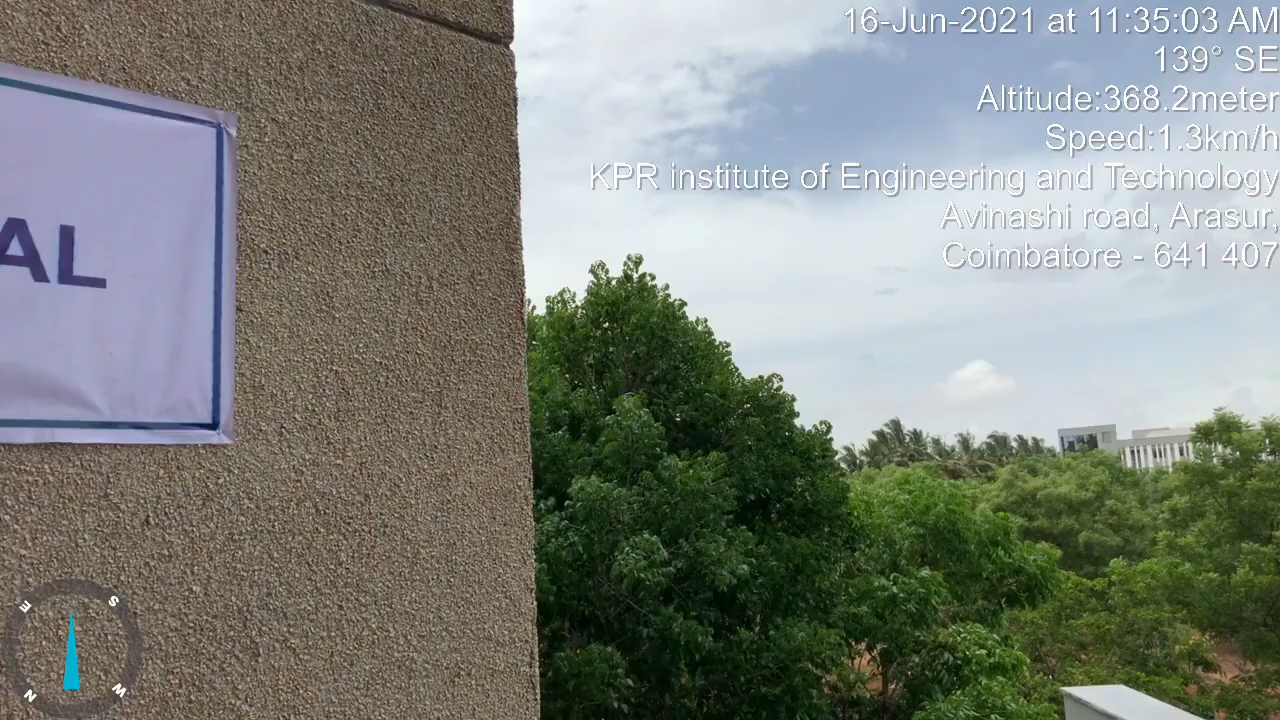 16-Jun-2021 at 11:35:03 AM
139° SE
Altitude:368.2meter
Speed:1.3km/h
KPR institute of Engineering and Technology
Avinashi road, Arasur,
Coimbatore - 641 407
AL
E S
N W